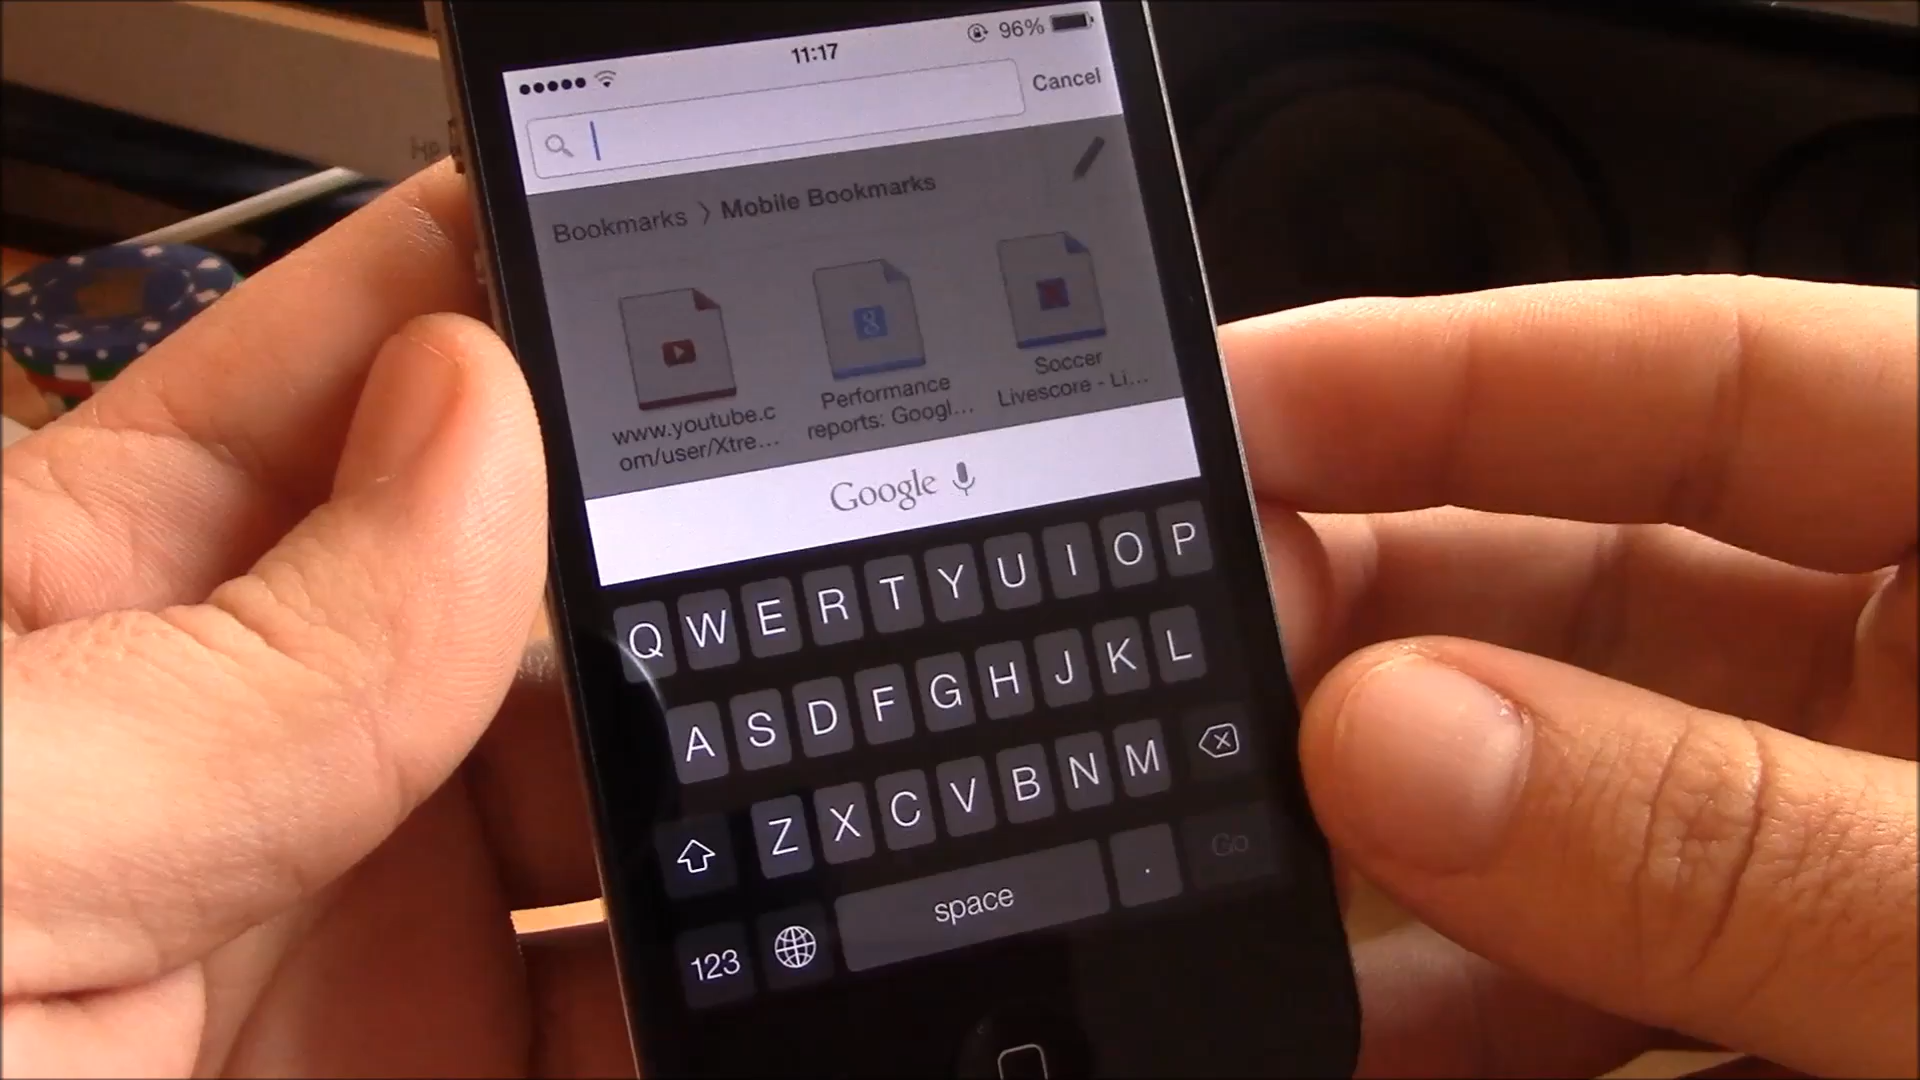 11:17
96%
Cancel
Bookmarks > Mobile Bookmarks
www.youtube.c
om/user/Xtre...
Performance
reports: Googl...
Soccer
Livescore - Li...
Google
Q W E R T Y U I O P
A S D F G H J K L
Z X C V B N M
123
space
.
Go
hp